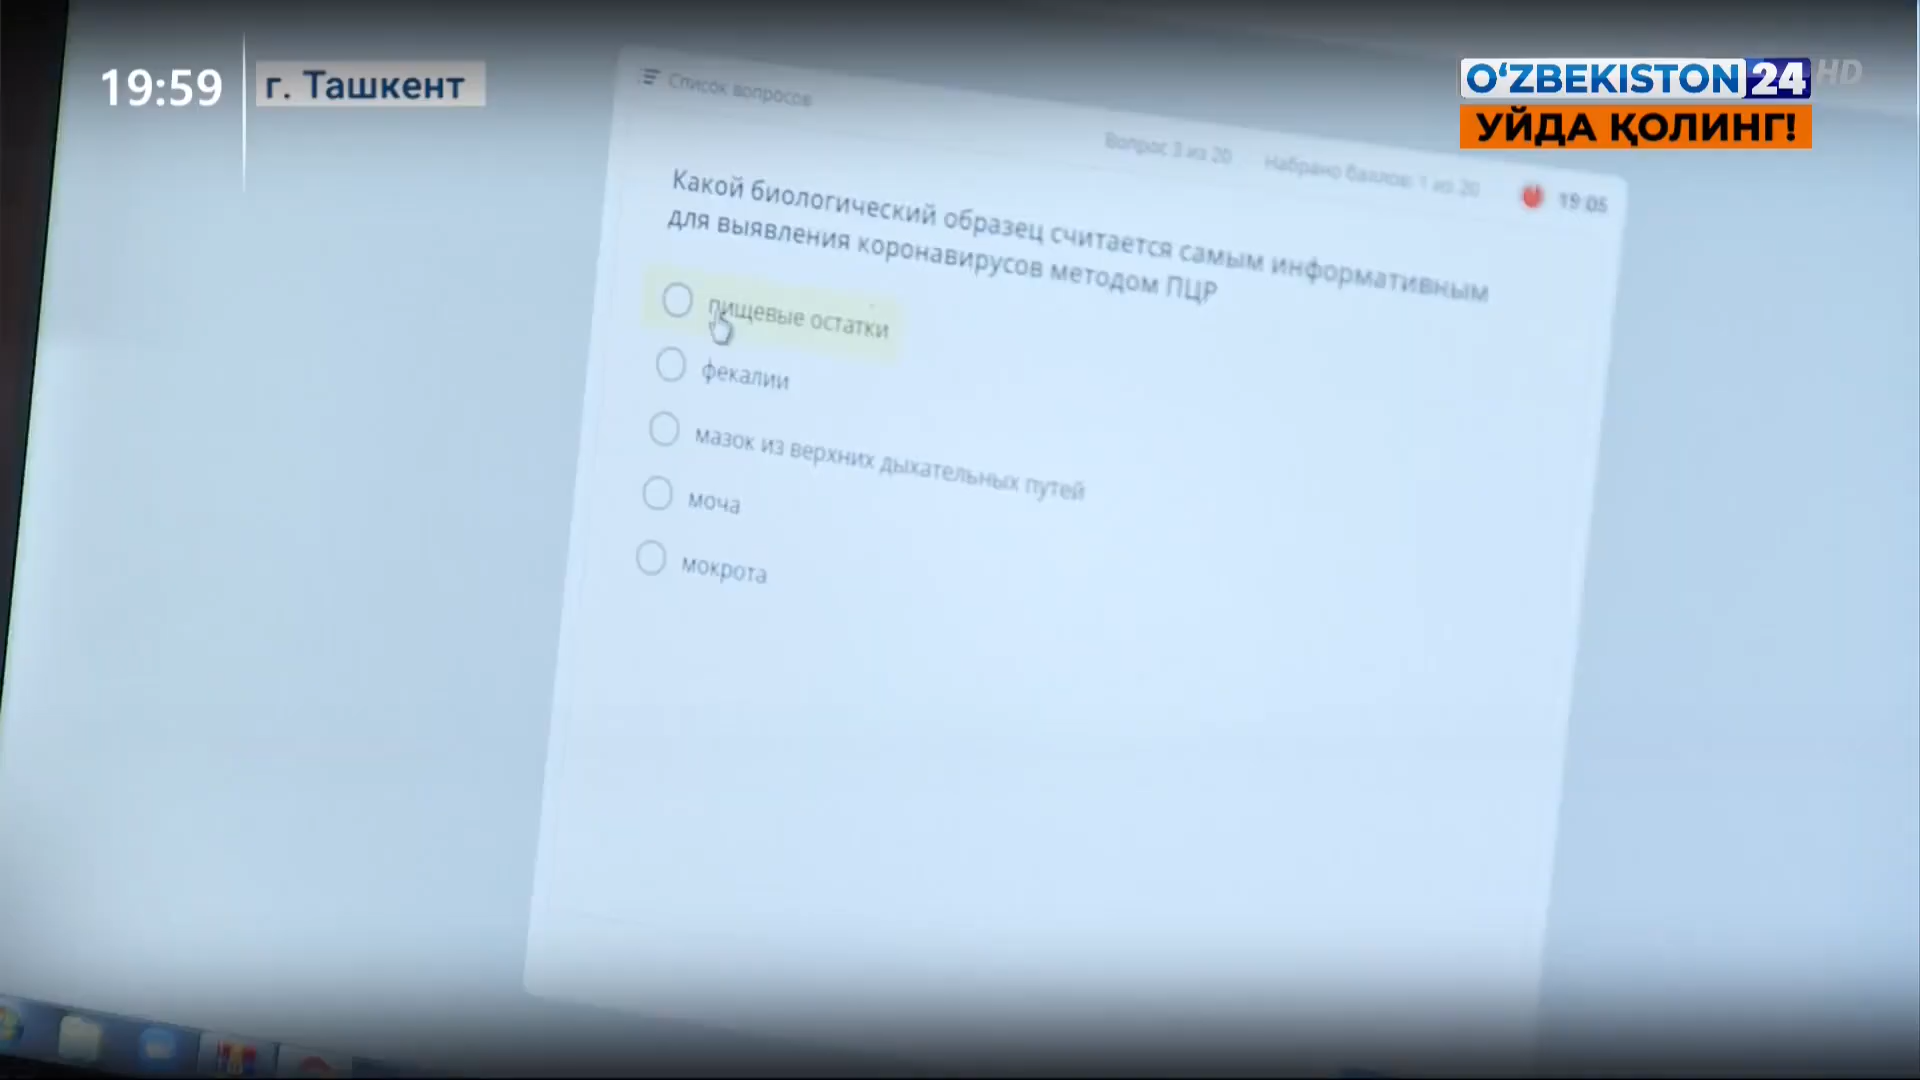 19:59
г. Ташкент
O‘ZBEKISTON 24 HD
УЙДА ҚОЛИНГ!
Список вопросов
Вопрос 3 из 20
Набрано баллов: 1 из 20
19:05
Какой биологический образец считается самым информативным
для выявления коронавирусов методом ПЦР
пищевые остатки
фекалии
мазок из верхних дыхательных путей
моча
мокрота